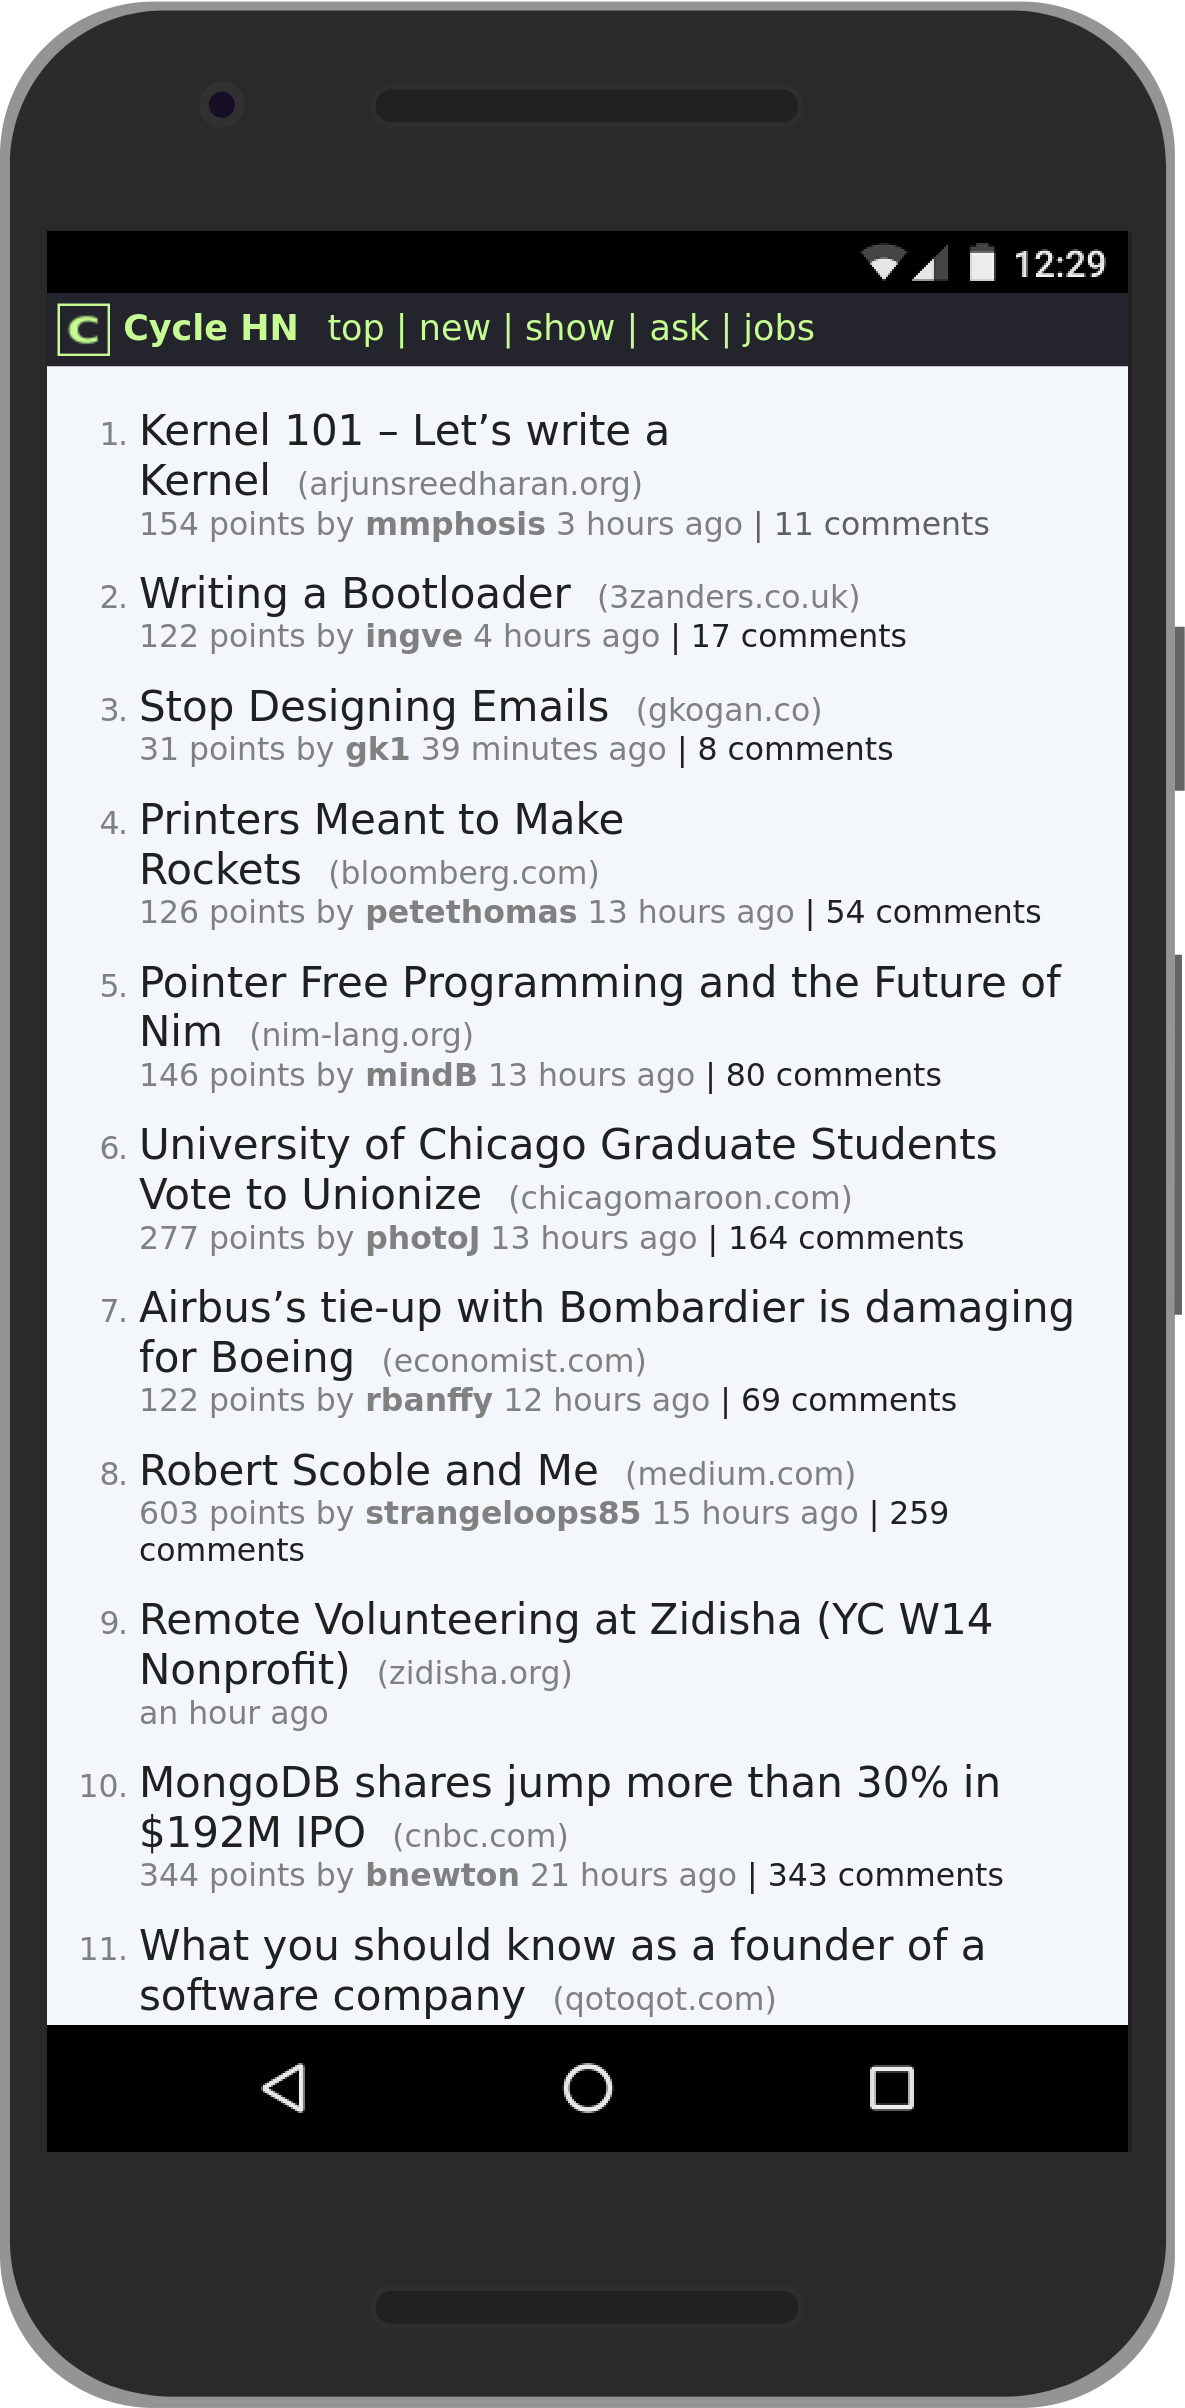 12:29
C Cycle HN top | new | show | ask | jobs
1. Kernel 101 – Let’s write a
Kernel (arjunsreedharan.org)
154 points by mmphosis 3 hours ago | 11 comments
2. Writing a Bootloader (3zanders.co.uk)
122 points by ingve 4 hours ago | 17 comments
3. Stop Designing Emails (gkogan.co)
31 points by gk1 39 minutes ago | 8 comments
4. Printers Meant to Make
Rockets (bloomberg.com)
126 points by petethomas 13 hours ago | 54 comments
5. Pointer Free Programming and the Future of
Nim (nim-lang.org)
146 points by mindB 13 hours ago | 80 comments
6. University of Chicago Graduate Students
Vote to Unionize (chicagomaroon.com)
277 points by photoJ 13 hours ago | 164 comments
7. Airbus’s tie-up with Bombardier is damaging
for Boeing (economist.com)
122 points by rbanffy 12 hours ago | 69 comments
8. Robert Scoble and Me (medium.com)
603 points by strangeloops85 15 hours ago | 259
comments
9. Remote Volunteering at Zidisha (YC W14
Nonprofit) (zidisha.org)
an hour ago
10. MongoDB shares jump more than 30% in
$192M IPO (cnbc.com)
344 points by bnewton 21 hours ago | 343 comments
11. What you should know as a founder of a
software company (qotoqot.com)